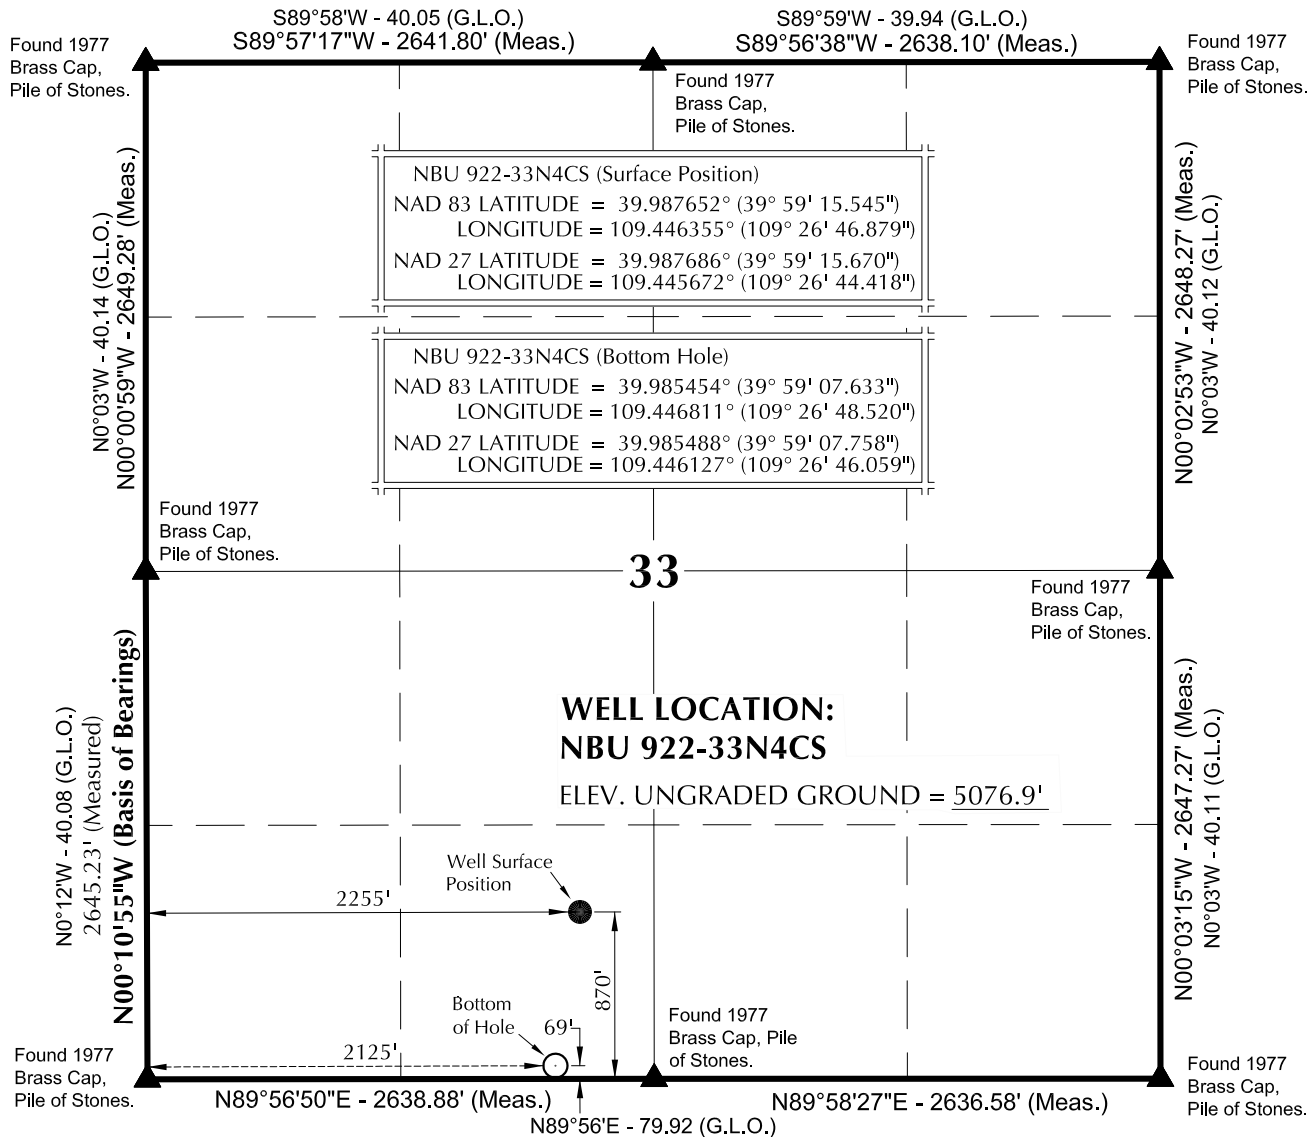 S89°58'W - 40.05 (G.L.O.)
S89°57'17"W - 2641.80' (Meas.)
S89°59'W - 39.94 (G.L.O.)
S89°56'38"W - 2638.10' (Meas.)
Found 1977
Brass Cap,
Pile of Stones.
Found 1977
Brass Cap,
Pile of Stones.
Found 1977
Brass Cap,
Pile of Stones.
NBU 922-33N4CS (Surface Position)
NAD 83 LATITUDE = 39.987652° (39° 59' 15.545")
LONGITUDE = 109.446355° (109° 26' 46.879")
NAD 27 LATITUDE = 39.987686° (39° 59' 15.670")
LONGITUDE = 109.445672° (109° 26' 44.418")
N0°03'W - 40.14 (G.L.O.)
N00°00'59"W - 2649.28' (Meas.)
N00°02'53"W - 2648.27' (Meas.)
N0°03'W - 40.12 (G.L.O.)
NBU 922-33N4CS (Bottom Hole)
NAD 83 LATITUDE = 39.985454° (39° 59' 07.633")
LONGITUDE = 109.446811° (109° 26' 48.520")
NAD 27 LATITUDE = 39.985488° (39° 59' 07.758")
LONGITUDE = 109.446127° (109° 26' 46.059")
Found 1977
Brass Cap,
Pile of Stones.
33
Found 1977
Brass Cap,
Pile of Stones.
N0°12'W - 40.08 (G.L.O.)
2645.23' (Measured)
N00°10'55"W (Basis of Bearings)
WELL LOCATION:
NBU 922-33N4CS
ELEV. UNGRADED GROUND = 5076.9'
N00°03'15"W - 2647.27' (Meas.)
N0°03'W - 40.11 (G.L.O.)
Well Surface
Position
2255'
870'
Bottom
of Hole
69'
2125'
Found 1977
Brass Cap, Pile
of Stones.
Found 1977
Brass Cap,
Pile of Stones.
Found 1977
Brass Cap,
Pile of Stones.
N89°56'50"E - 2638.88' (Meas.)
N89°58'27"E - 2636.58' (Meas.)
N89°56'E - 79.92 (G.L.O.)